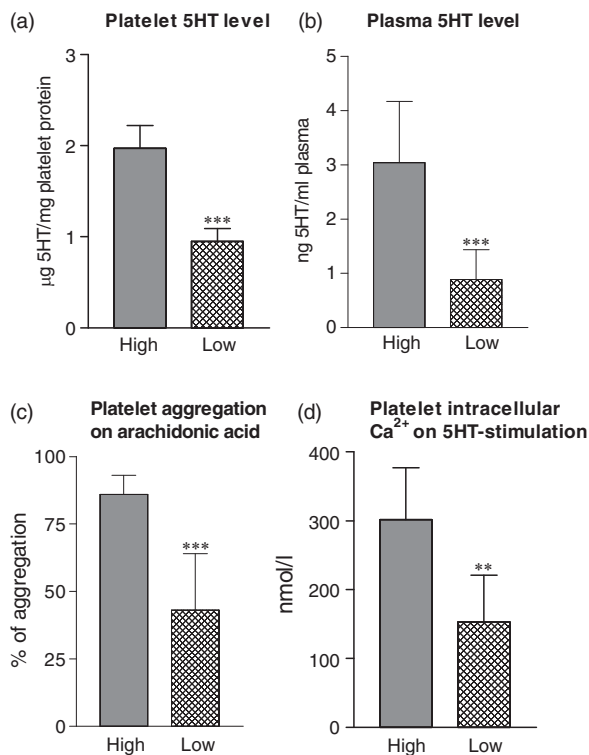 (a)
Platelet 5HT level
μg 5HT/mg platelet protein
3
2
1
0
***
High
Low
(b)
Plasma 5HT level
ng 5HT/ml plasma
5
4
3
2
1
0
***
High
Low
(c)
Platelet aggregation
on arachidonic acid
% of aggregation
100
75
50
25
0
***
High
Low
(d)
Platelet intracellular
Ca²⁺ on 5HT-stimulation
nmol/l
400
300
200
100
0
**
High
Low